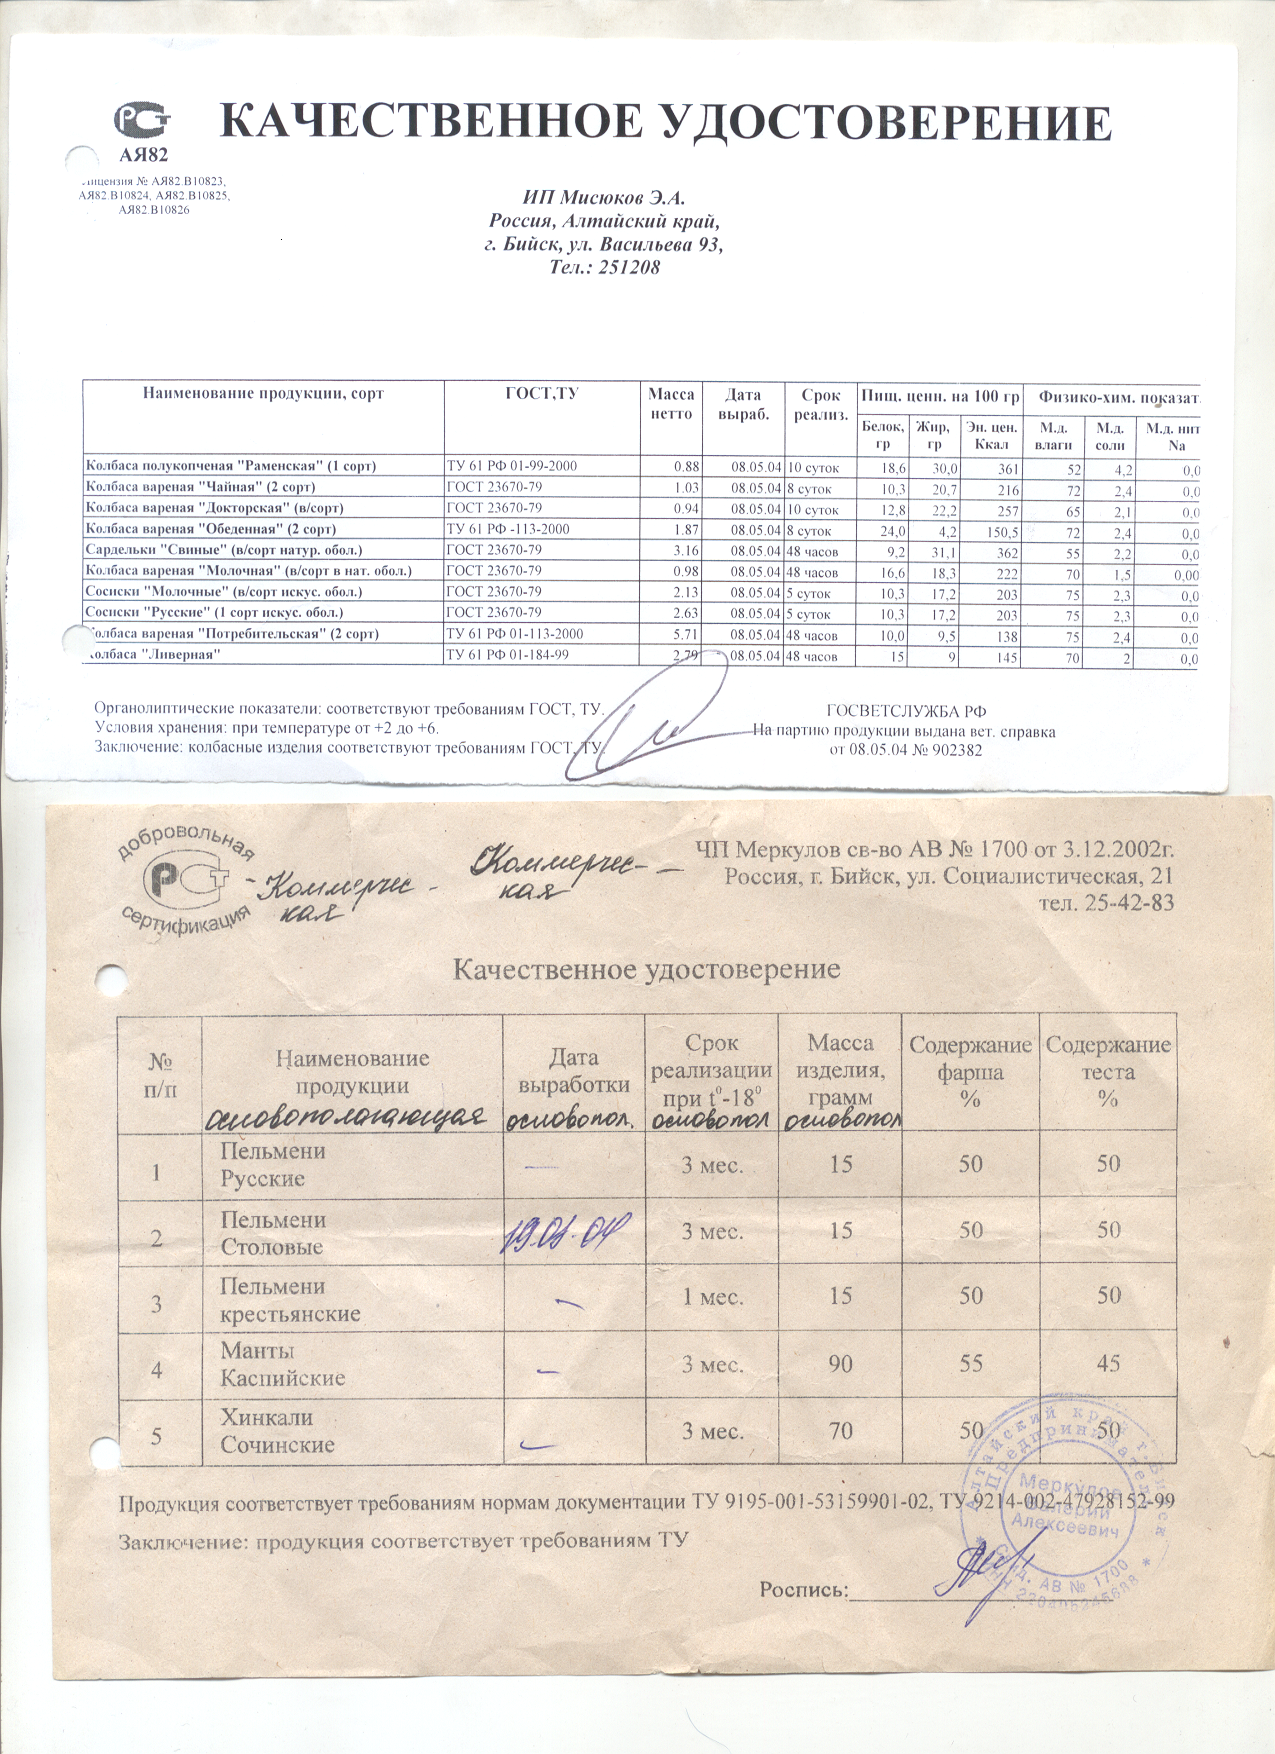 РСТ
АЯ82
КАЧЕСТВЕННОЕ УДОСТОВЕРЕНИЕ
Лицензия № АЯ82.В10823,
АЯ82.В10824, АЯ82.В10825,
АЯ82.В10826
ИП Мисюков Э.А.
Россия, Алтайский край,
г. Бийск, ул. Васильева 93,
Тел.: 251208
Наименование продукции, сорт ГОСТ,ТУ Масса нетто Дата выраб. Срок реализ. Пищ. ценн. на 100 гр Физико-хим. показат.
Белок, гр Жир, гр Эн. цен. Ккал М.д. влаги М.д. соли М.д. нит Na
Колбаса полукопченая "Раменская" (1 сорт) ТУ 61 РФ 01-99-2000 0.88 08.05.04 10 суток 18,6 30,0 361 52 4,2 0,0
Колбаса вареная "Чайная" (2 сорт) ГОСТ 23670-79 1.03 08.05.04 8 суток 10,3 20,7 216 72 2,4 0,0
Колбаса вареная "Докторская" (в/сорт) ГОСТ 23670-79 0.94 08.05.04 10 суток 12,8 22,2 257 65 2,1 0,0
Колбаса вареная "Обеденная" (2 сорт) ТУ 61 РФ -113-2000 1.87 08.05.04 8 суток 24,0 4,2 150,5 72 2,4 0,0
Сардельки "Свиные" (в/сорт натур. обол.) ГОСТ 23670-79 3.16 08.05.04 48 часов 9,2 31,1 362 55 2,2 0,0
Колбаса вареная "Молочная" (в/сорт в нат. обол.) ГОСТ 23670-79 0.98 08.05.04 48 часов 16,6 18,3 222 70 1,5 0,00
Сосиски "Молочные" (в/сорт искус. обол.) ГОСТ 23670-79 2.13 08.05.04 5 суток 10,3 17,2 203 75 2,3 0,0
Сосиски "Русские" (1 сорт искус. обол.) ГОСТ 23670-79 2.63 08.05.04 5 суток 10,3 17,2 203 75 2,3 0,0
Колбаса вареная "Потребительская" (2 сорт) ТУ 61 РФ 01-113-2000 5.71 08.05.04 48 часов 10,0 9,5 138 75 2,4 0,0
Колбаса "Ливерная" ТУ 61 РФ 01-184-99 2.79 08.05.04 48 часов 15 9 145 70 2 0,0
Органолиптические показатели: соответствуют требованиям ГОСТ, ТУ.
Условия хранения: при температуре от +2 до +6.
Заключение: колбасные изделия соответствуют требованиям ГОСТ, ТУ.
ГОСВЕТСЛУЖБА РФ
На партию продукции выдана вет. справка
от 08.05.04 № 902382
добровольная
РСТ
сертификация
- Коммерчес -
кая
Коммерчес-
кая
ЧП Меркулов св-во АВ № 1700 от 3.12.2002г.
Россия, г. Бийск, ул. Социалистическая, 21
тел. 25-42-83
Качественное удостоверение
№ п/п Наименование продукции Дата выработки Срок реализации при t⁰-18⁰ Масса изделия, грамм Содержание фарша % Содержание теста %
основополагающая основопол. основопол основопол
1 Пельмени Русские — 3 мес. 15 50 50
2 Пельмени Столовые 3 мес. 15 50 50
3 Пельмени крестьянские — 1 мес. 15 50 50
4 Манты Каспийские — 3 мес. 90 55 45
5 Хинкали Сочинские — 3 мес. 70 50 50
Продукция соответствует требованиям нормам документации ТУ 9195-001-53159901-02, ТУ 9214-002-47928152-99
Заключение: продукция соответствует требованиям ТУ
Роспись:
Алтайский край г. Бийск
Предприниматель
Меркулов
Валерий
Алексеевич
АВ № 1700